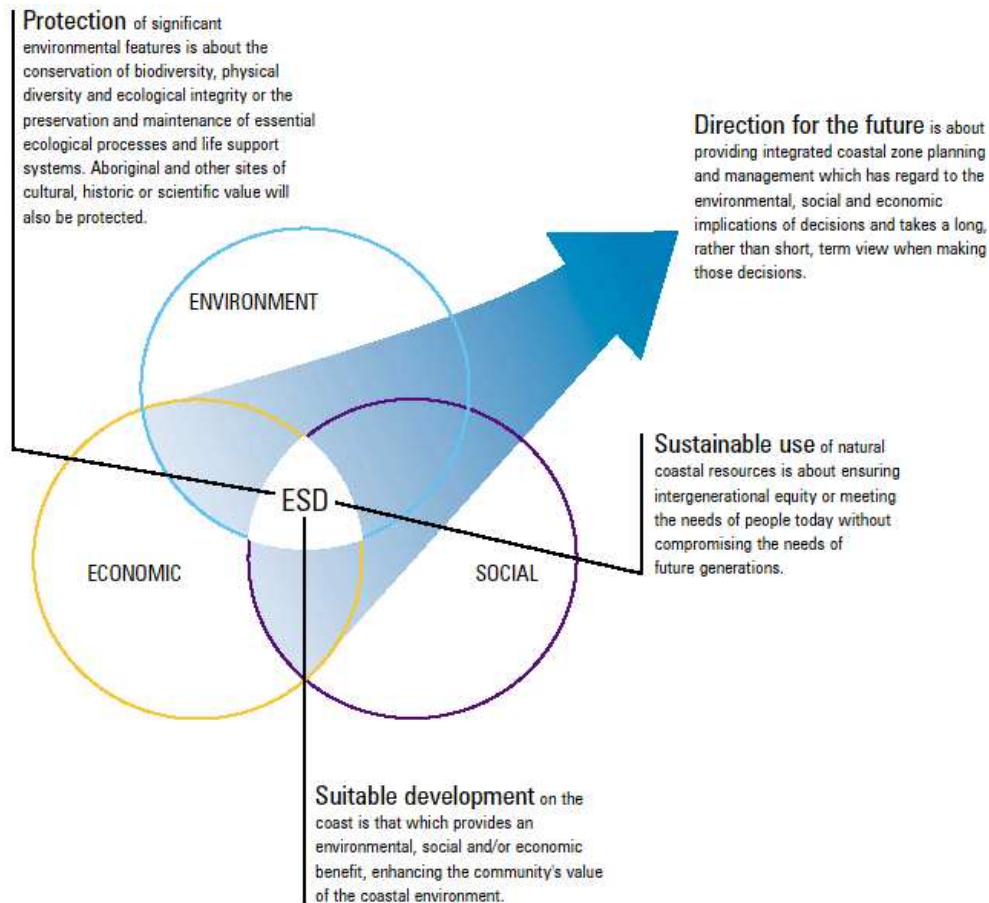 Protection of significant
environmental features is about the
conservation of biodiversity, physical
diversity and ecological integrity or the
preservation and maintenance of essential
ecological processes and life support
systems. Aboriginal and other sites of
cultural, historic or scientific value will
also be protected.
Direction for the future is about
providing integrated coastal zone planning
and management which has regard to the
environmental, social and economic
implications of decisions and takes a long,
rather than short, term view when making
those decisions.
ENVIRONMENT
Sustainable use of natural
coastal resources is about ensuring
intergenerational equity or meeting
the needs of people today without
compromising the needs of
future generations.
ESD
ECONOMIC
SOCIAL
Suitable development on the
coast is that which provides an
environmental, social and/or economic
benefit, enhancing the community's value
of the coastal environment.